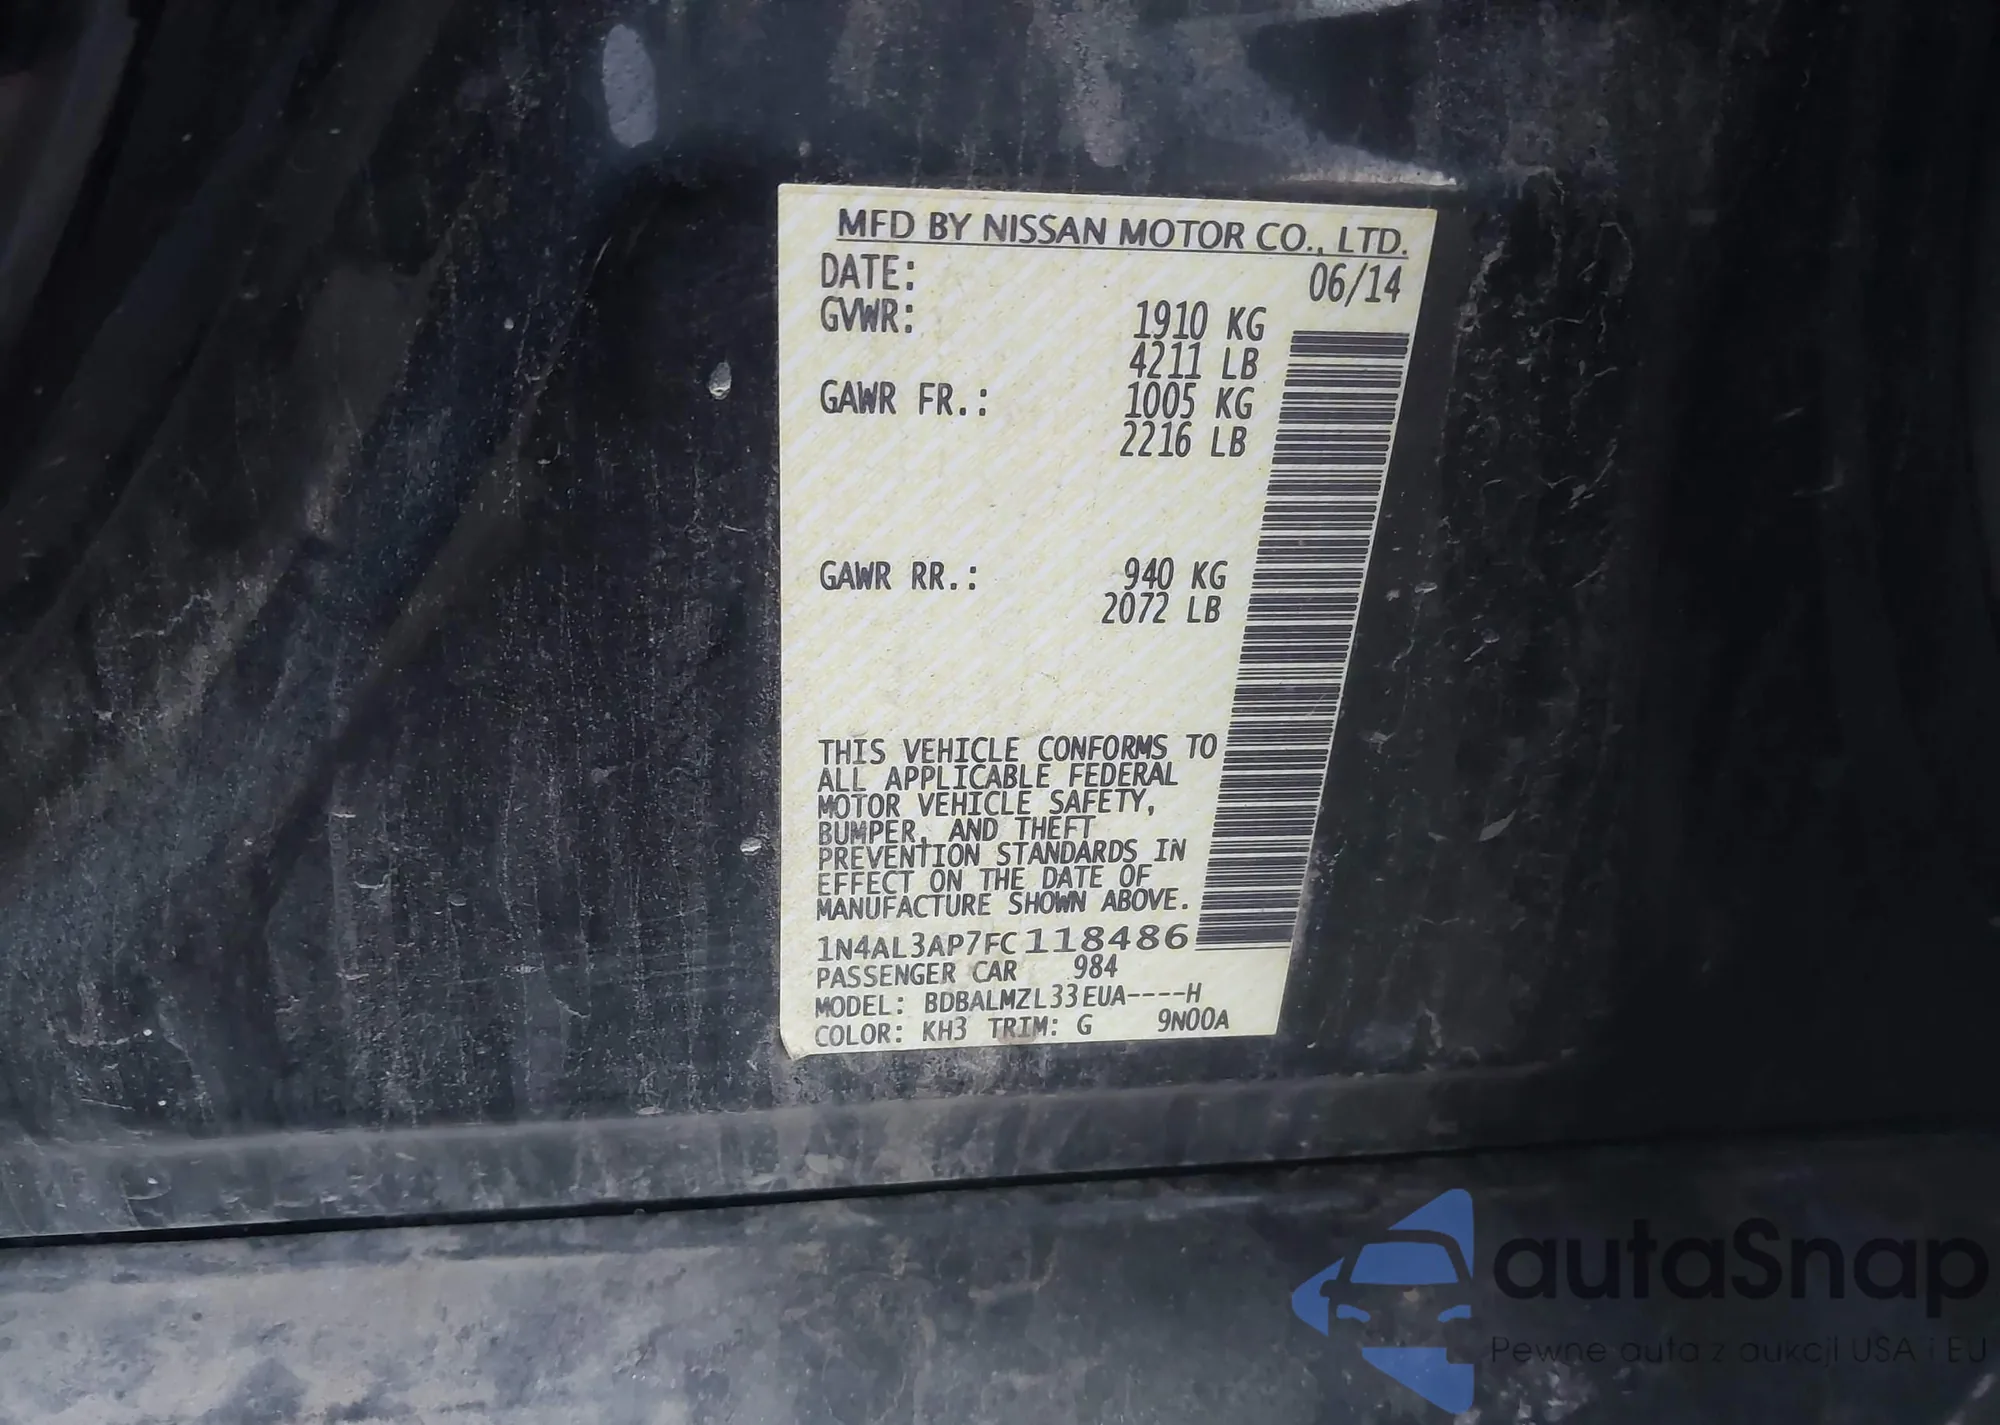 MFD BY NISSAN MOTOR CO., LTD.
DATE: 06/14
GVWR: 1910 KG
4211 LB
GAWR FR.: 1005 KG
2216 LB
GAWR RR.: 940 KG
2072 LB
THIS VEHICLE CONFORMS TO
ALL APPLICABLE FEDERAL
MOTOR VEHICLE SAFETY,
BUMPER, AND THEFT
PREVENTION STANDARDS IN
EFFECT ON THE DATE OF
MANUFACTURE SHOWN ABOVE.
1N4AL3AP7FC118486
PASSENGER CAR 984
MODEL: BDBALMZL33EUA----H
COLOR: KH3 TRIM: G 9N00A
autaSnap
Pewne auta z aukcji USA i EU